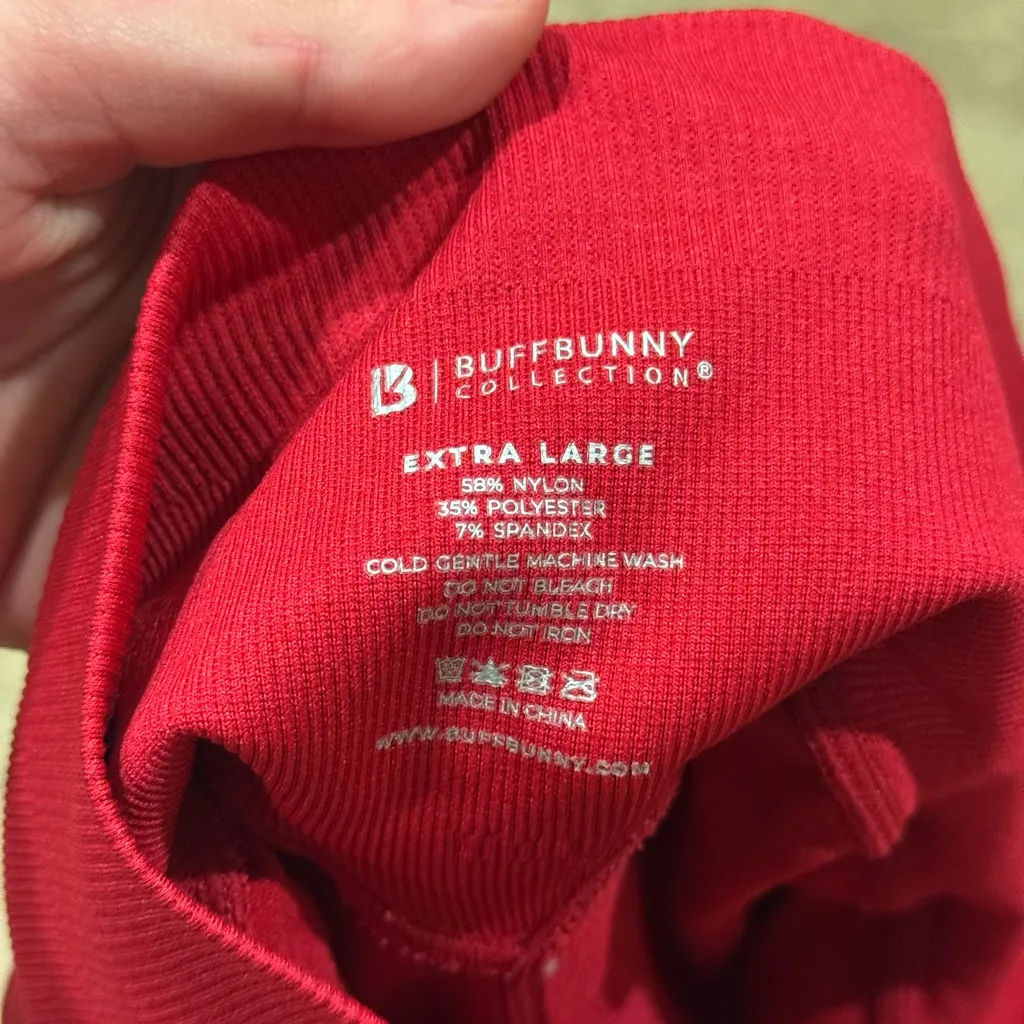 B | BUFFBUNNY
COLLECTION®
EXTRA LARGE
58% NYLON
35% POLYESTER
7% SPANDEX
COLD GENTLE MACHINE WASH
DO NOT BLEACH
DO NOT TUMBLE DRY
DO NOT IRON
MADE IN CHINA
WWW.BUFFBUNNY.COM